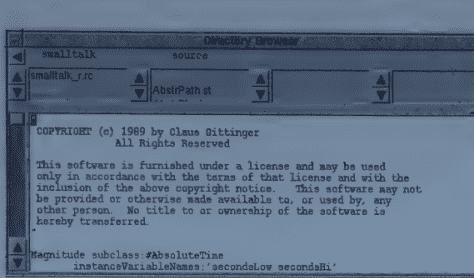 Directory Browser
smalltalk source
smalltalk_r.rc
AbstrPath st
COPYRIGHT (c) 1989 by Claus Gittinger
All Rights Reserved
This software is furnished under a license and may be used
only in accordance with the terms of that license and with the
inclusion of the above copyright notice. This software may not
be provided or otherwise made available to, or used by, any
other person. No title to or ownership of the software is
hereby transferred.
"
Magnitude subclass:#AbsoluteTime
instanceVariableNames:'secondsLow secondsHi'